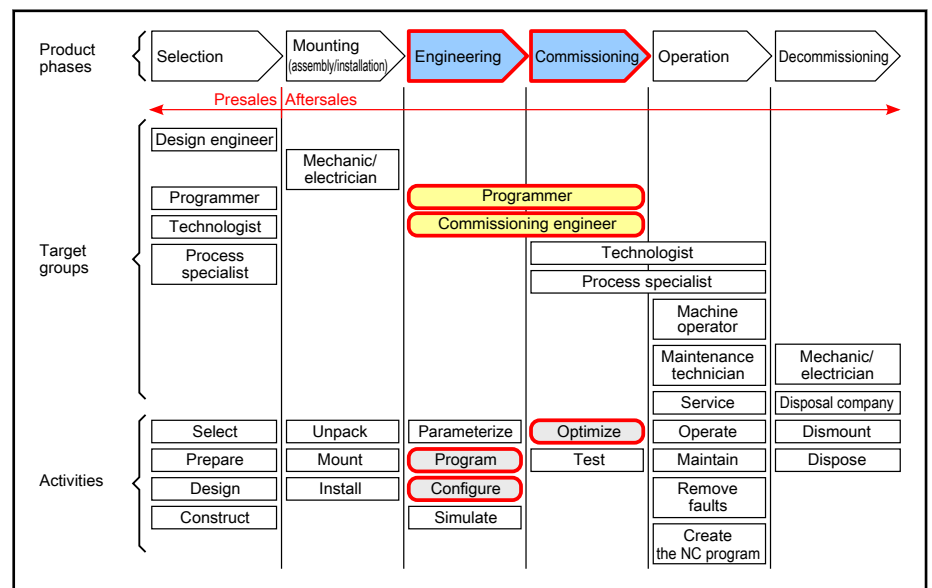 Product
phases
Selection
Mounting
(assembly/installation)
Engineering
Commissioning
Operation
Decommissioning
Presales
Aftersales
Target
groups
Design engineer
Mechanic/
electrician
Programmer
Programmer
Technologist
Commissioning engineer
Process
specialist
Technologist
Process specialist
Machine
operator
Maintenance
technician
Mechanic/
electrician
Service
Disposal company
Activities
Select
Unpack
Parameterize
Optimize
Operate
Dismount
Prepare
Mount
Program
Test
Maintain
Dispose
Design
Install
Configure
Remove
faults
Construct
Simulate
Create
the NC program